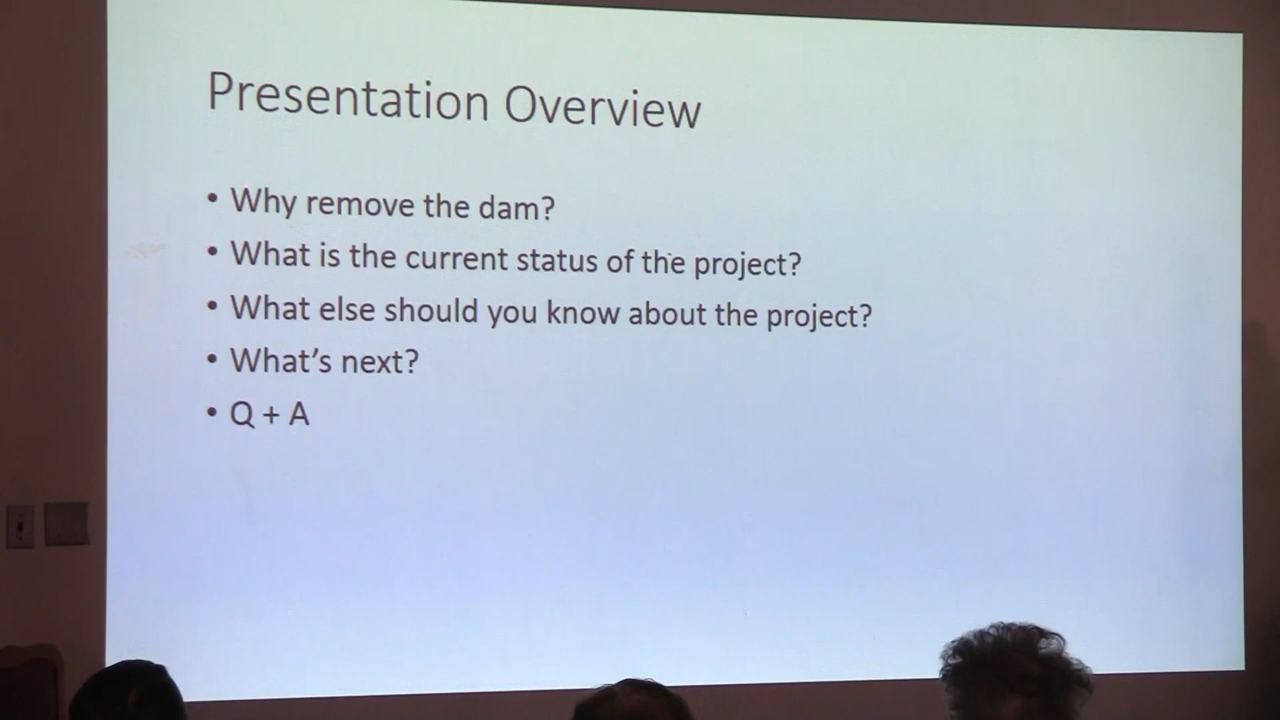 Presentation Overview
• Why remove the dam?
• What is the current status of the project?
• What else should you know about the project?
• What's next?
• Q + A